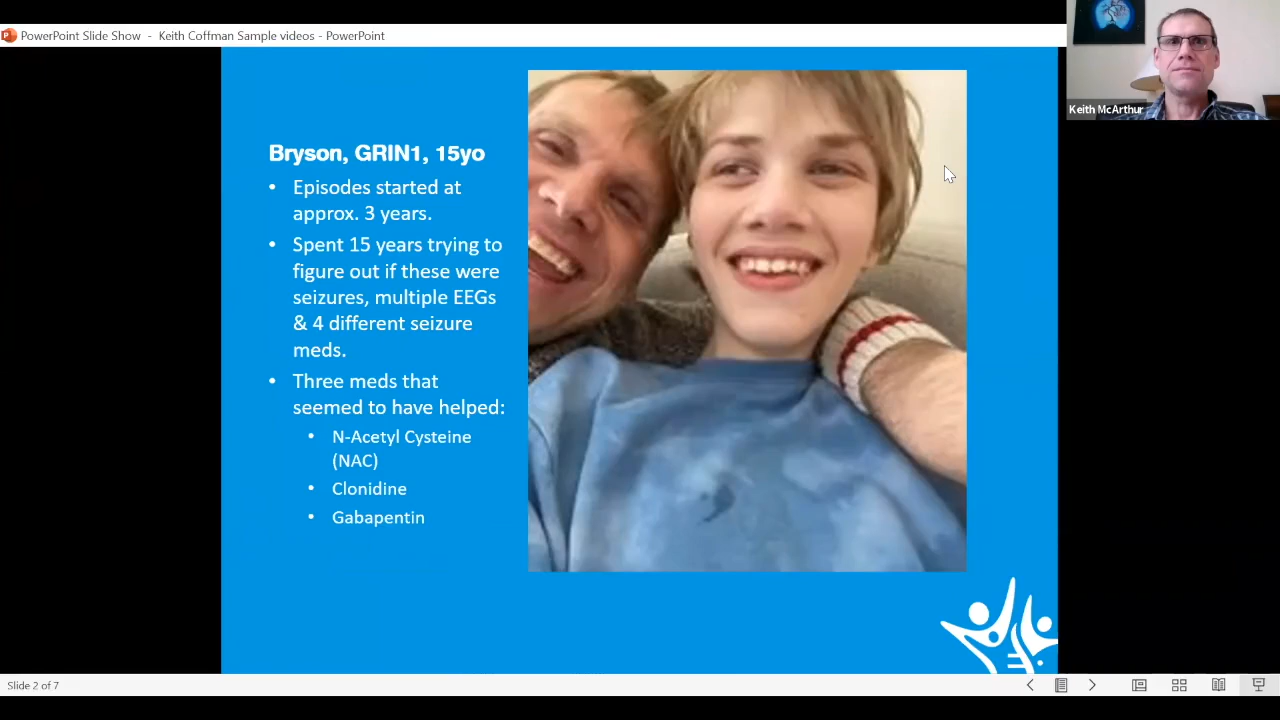 PowerPoint Slide Show - Keith Coffman Sample videos - PowerPoint
Keith McArthur
Bryson, GRIN1, 15yo
• Episodes started at
approx. 3 years.
• Spent 15 years trying to
figure out if these were
seizures, multiple EEGs
& 4 different seizure
meds.
• Three meds that
seemed to have helped:
• N-Acetyl Cysteine
(NAC)
• Clonidine
• Gabapentin
Slide 2 of 7